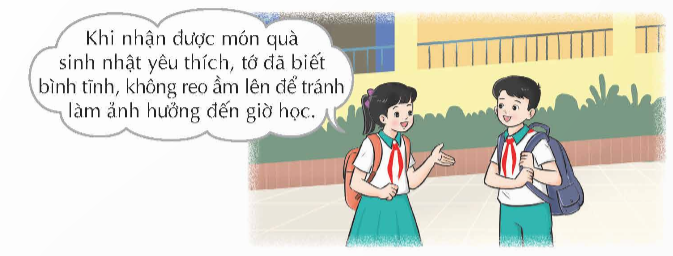 Khi nhận được món quà
sinh nhật yêu thích, tớ đã biết
bình tĩnh, không reo ầm lên để tránh
làm ảnh hưởng đến giờ học.